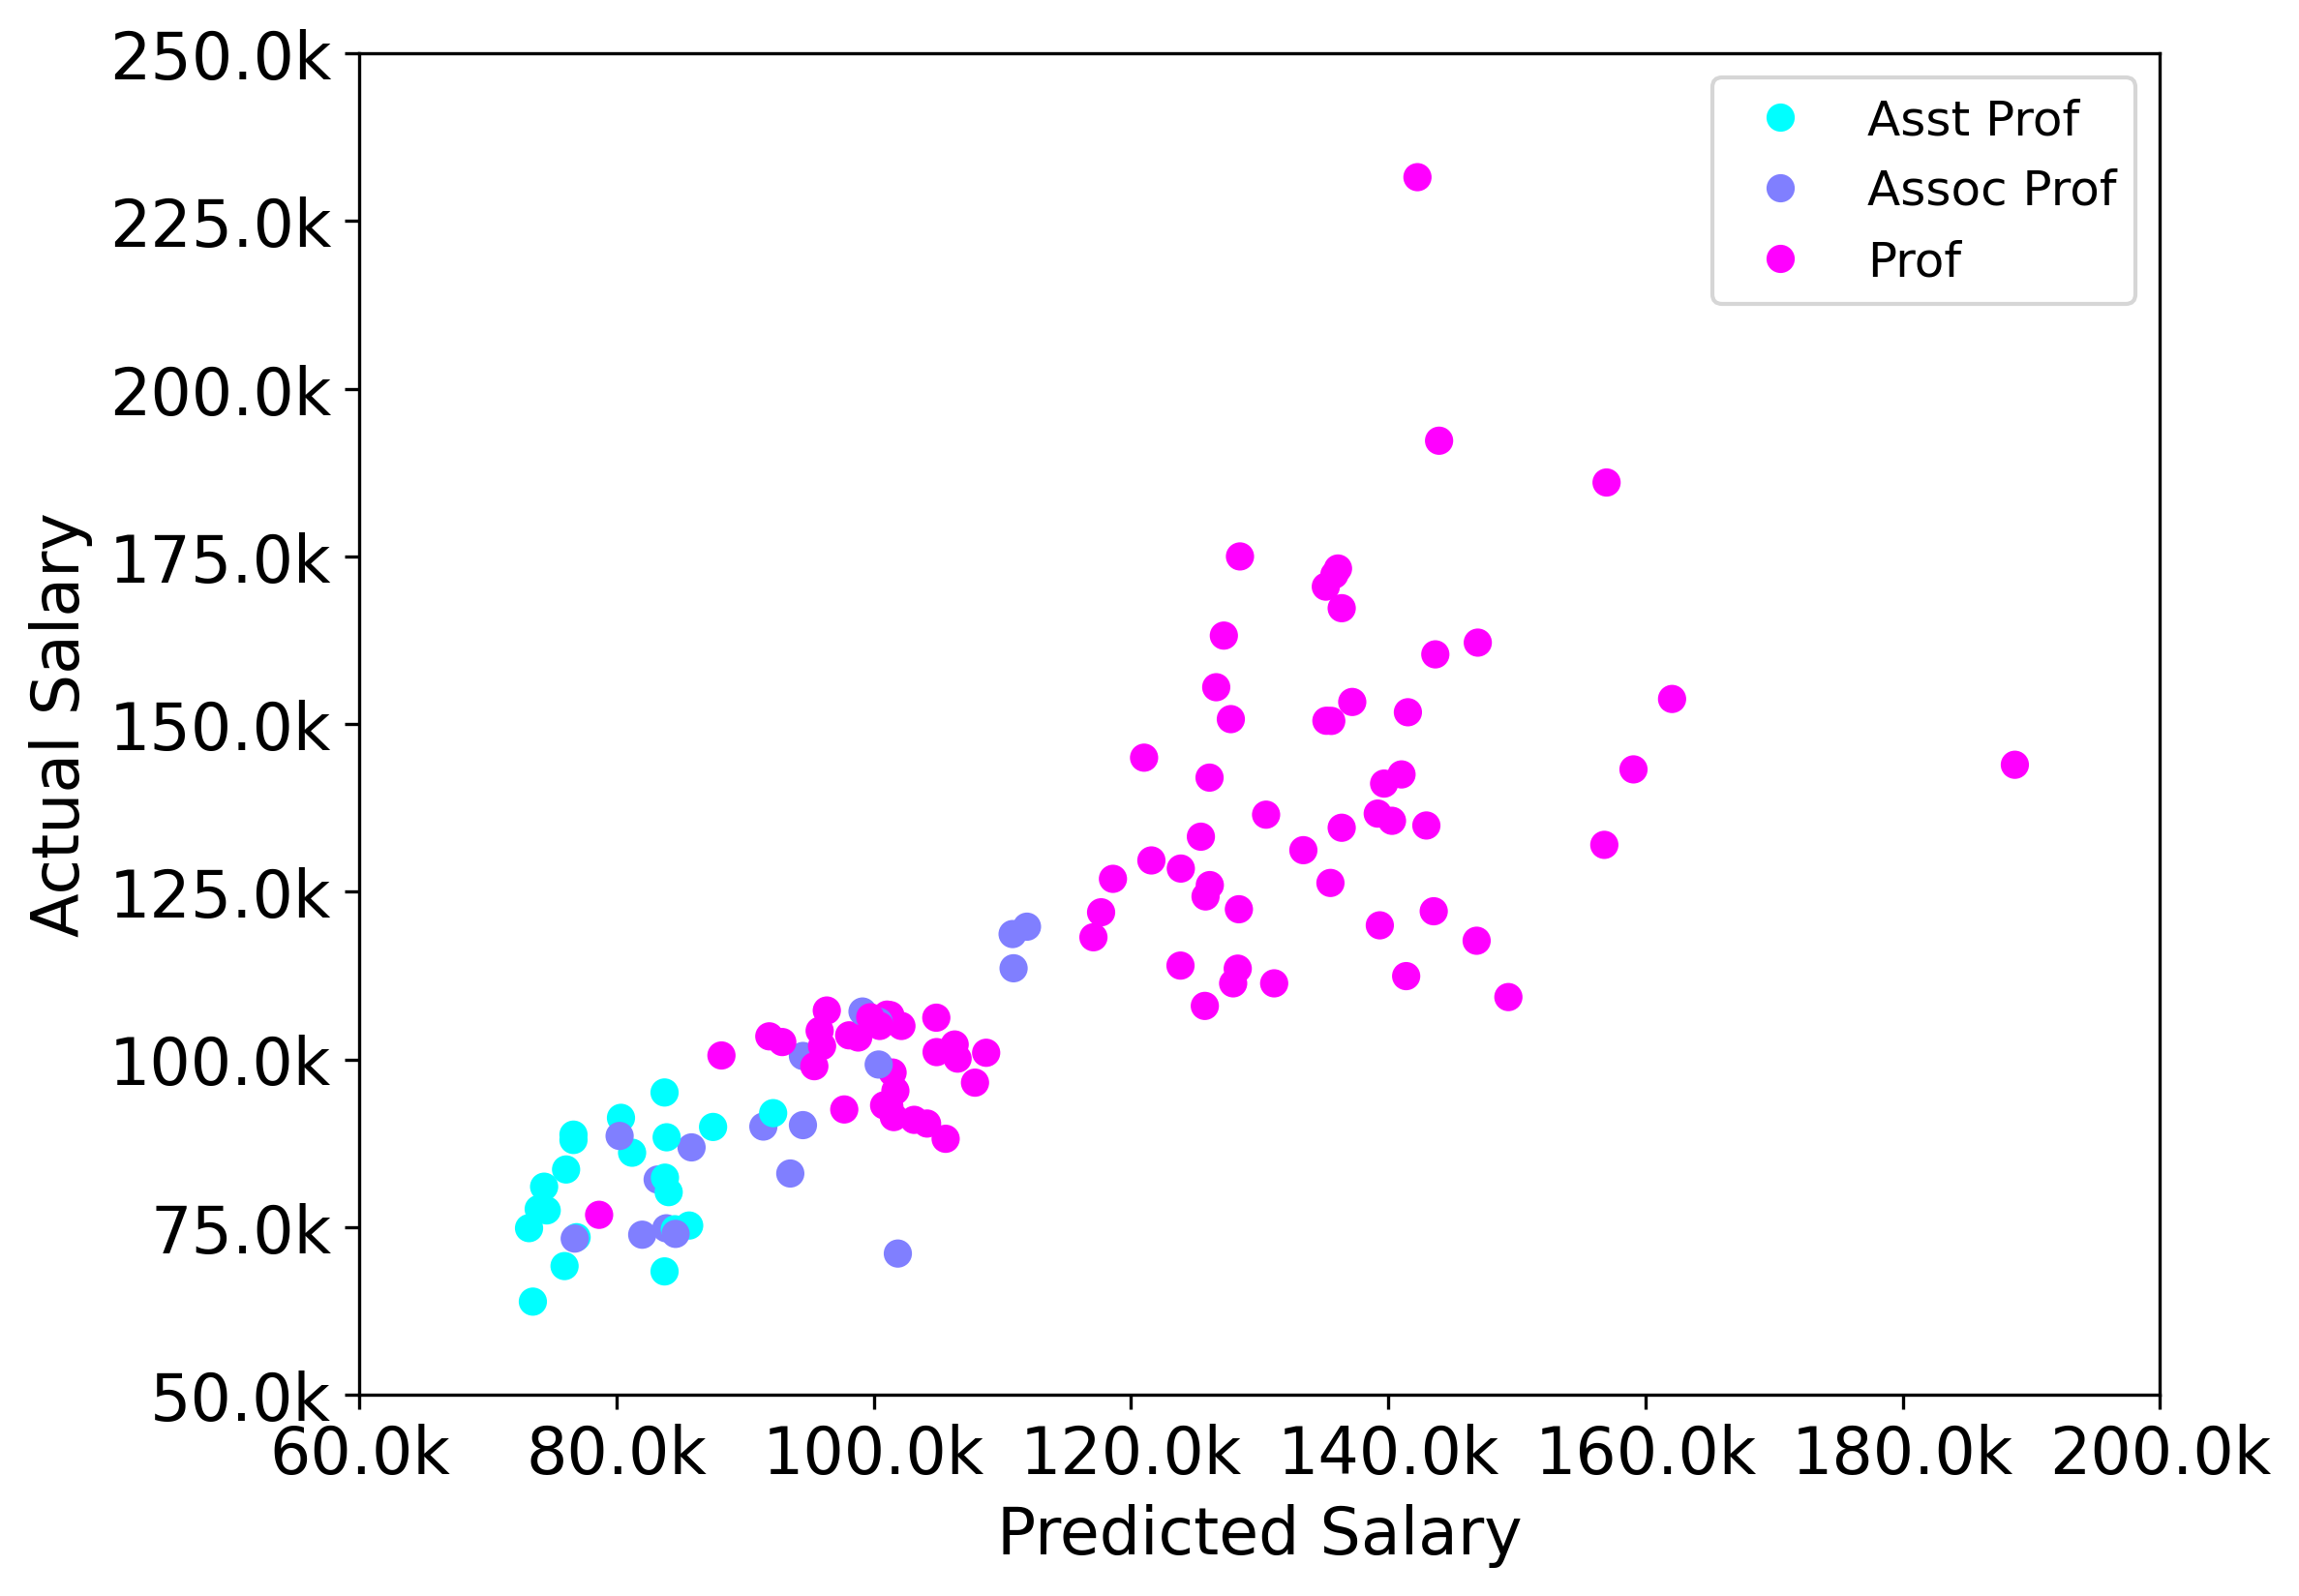 250.0k
225.0k
200.0k
175.0k
150.0k
125.0k
100.0k
75.0k
50.0k
Actual Salary
Asst Prof
Assoc Prof
Prof
60.0k 80.0k 100.0k 120.0k 140.0k 160.0k 180.0k 200.0k
Predicted Salary